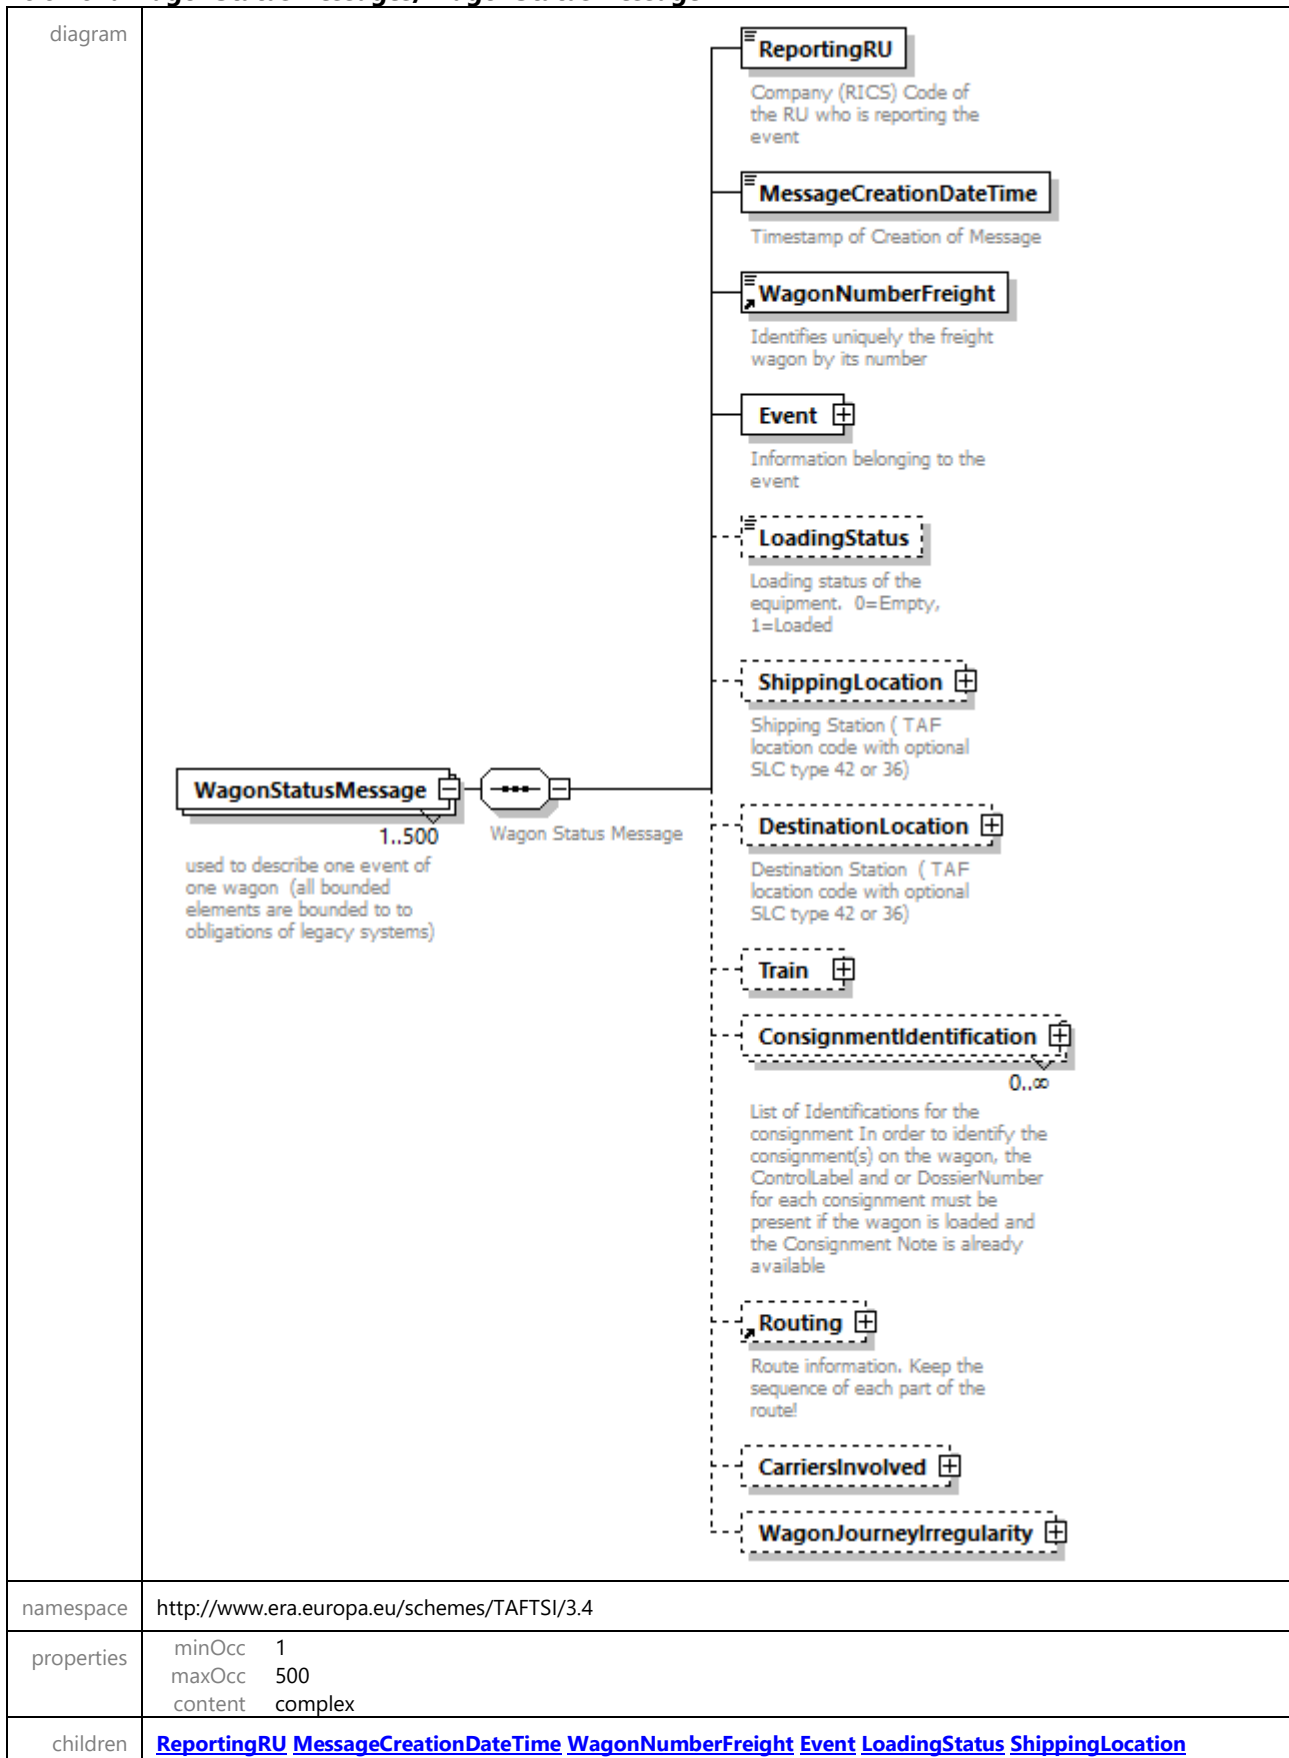 diagram
ReportingRU
Company (RICS) Code of
the RU who is reporting the
event
MessageCreationDateTime
Timestamp of Creation of Message
WagonNumberFreight
Identifies uniquely the freight
wagon by its number
Event
Information belonging to the
event
LoadingStatus
Loading status of the
equipment. 0=Empty,
1=Loaded
ShippingLocation
Shipping Station ( TAF
location code with optional
SLC type 42 or 36)
WagonStatusMessage
1..500
used to describe one event of
one wagon (all bounded
elements are bounded to to
obligations of legacy systems)
Wagon Status Message
DestinationLocation
Destination Station ( TAF
location code with optional
SLC type 42 or 36)
Train
ConsignmentIdentification
0..∞
List of Identifications for the
consignment In order to identify the
consignment(s) on the wagon, the
ControlLabel and or DossierNumber
for each consignment must be
present if the wagon is loaded and
the Consignment Note is already
available
Routing
Route information. Keep the
sequence of each part of the
route!
CarriersInvolved
WagonJourneyIrregularity
namespace http://www.era.europa.eu/schemes/TAFTSI/3.4
properties minOcc 1
maxOcc 500
content complex
children ReportingRU MessageCreationDateTime WagonNumberFreight Event LoadingStatus ShippingLocation